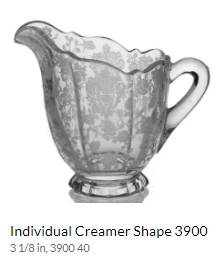 Individual Creamer Shape 3900
3 1/8 in, 3900 40